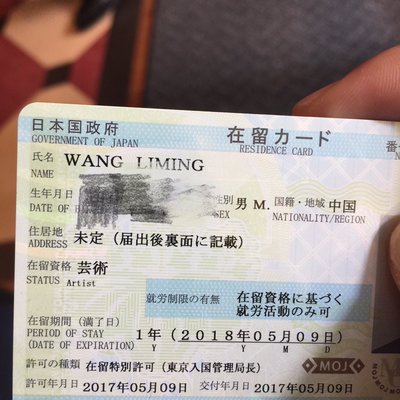 日本国政府 在留カード 番
GOVERNMENT OF JAPAN RESIDENCE CARD
氏名 WANG LIMING
NAME
生年月日 性別 男 M. 国籍・地域 中国
DATE OF SEX NATIONALITY/REGION
住居地
ADDRESS 未定（届出後裏面に記載）
在留資格 芸術
STATUS Artist
就労制限の有無 在留資格に基づく
就労活動のみ可
在留期間（満了日） 1年（2018年05月09日）
PERIOD OF STAY Y Y M D
(DATE OF EXPIRATION)
MOJ
許可の種類 在留特別許可（東京入国管理局長）
許可年月日 2017年05月09日 交付年月日 2017年05月09日